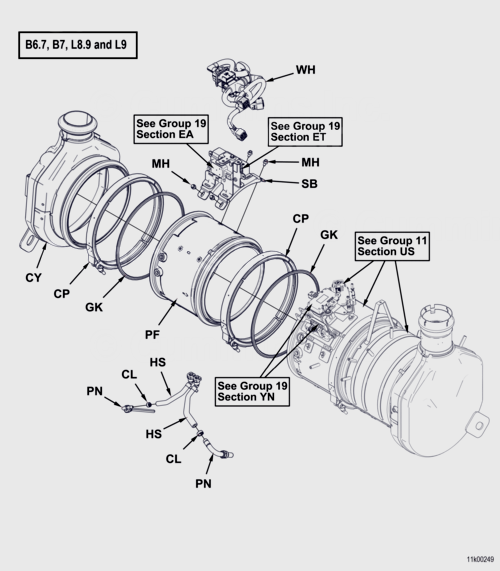 B6.7, B7, L8.9 and L9
WH
See Group 19
Section EA
See Group 19
Section ET
MH
MH
SB
CP
GK
See Group 11
Section US
CY
CP
GK
PF
HS
CL
PN
See Group 19
Section YN
HS
CL
PN
11k00249